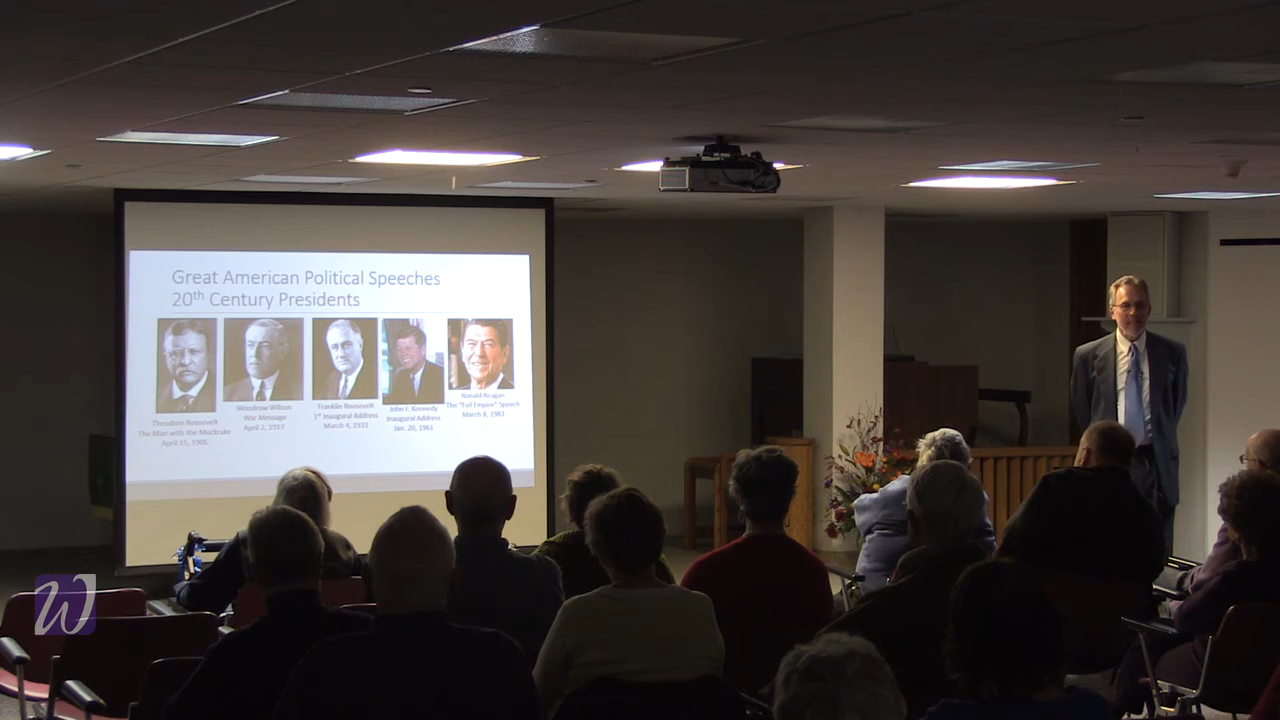 Great American Political Speeches
20th Century Presidents
Theodore Roosevelt
The Man with the Muckrake
April 15, 1906
Woodrow Wilson
War Message
April 2, 1917
Franklin Roosevelt
1st Inaugural Address
March 4, 1933
John F. Kennedy
Inaugural Address
Jan. 20, 1961
Ronald Reagan
The "Evil Empire" Speech
March 8, 1983
W